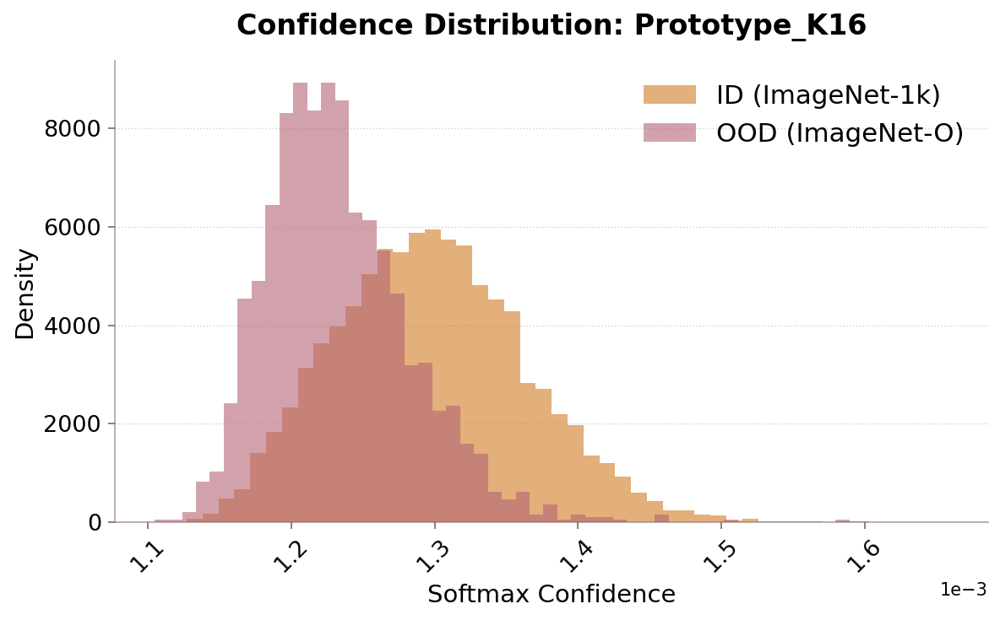 Confidence Distribution: Prototype_K16
ID (ImageNet-1k)
OOD (ImageNet-O)
Density
8000
6000
4000
2000
0
1.1
1.2
1.3
1.4
1.5
1.6
1e−3
Softmax Confidence